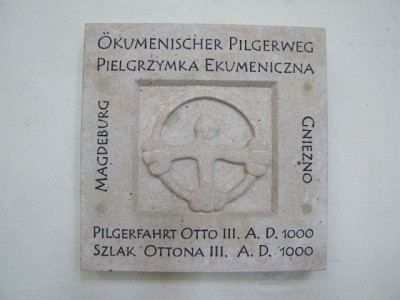 ÖKUMENISCHER PILGERWEG
PIELGRZYMKA EKUMENICZNA
MAGDEBURG
GNIEZNO
PILGERFAHRT OTTO III. A. D. 1000
SZLAK OTTONA III. A. D. 1000